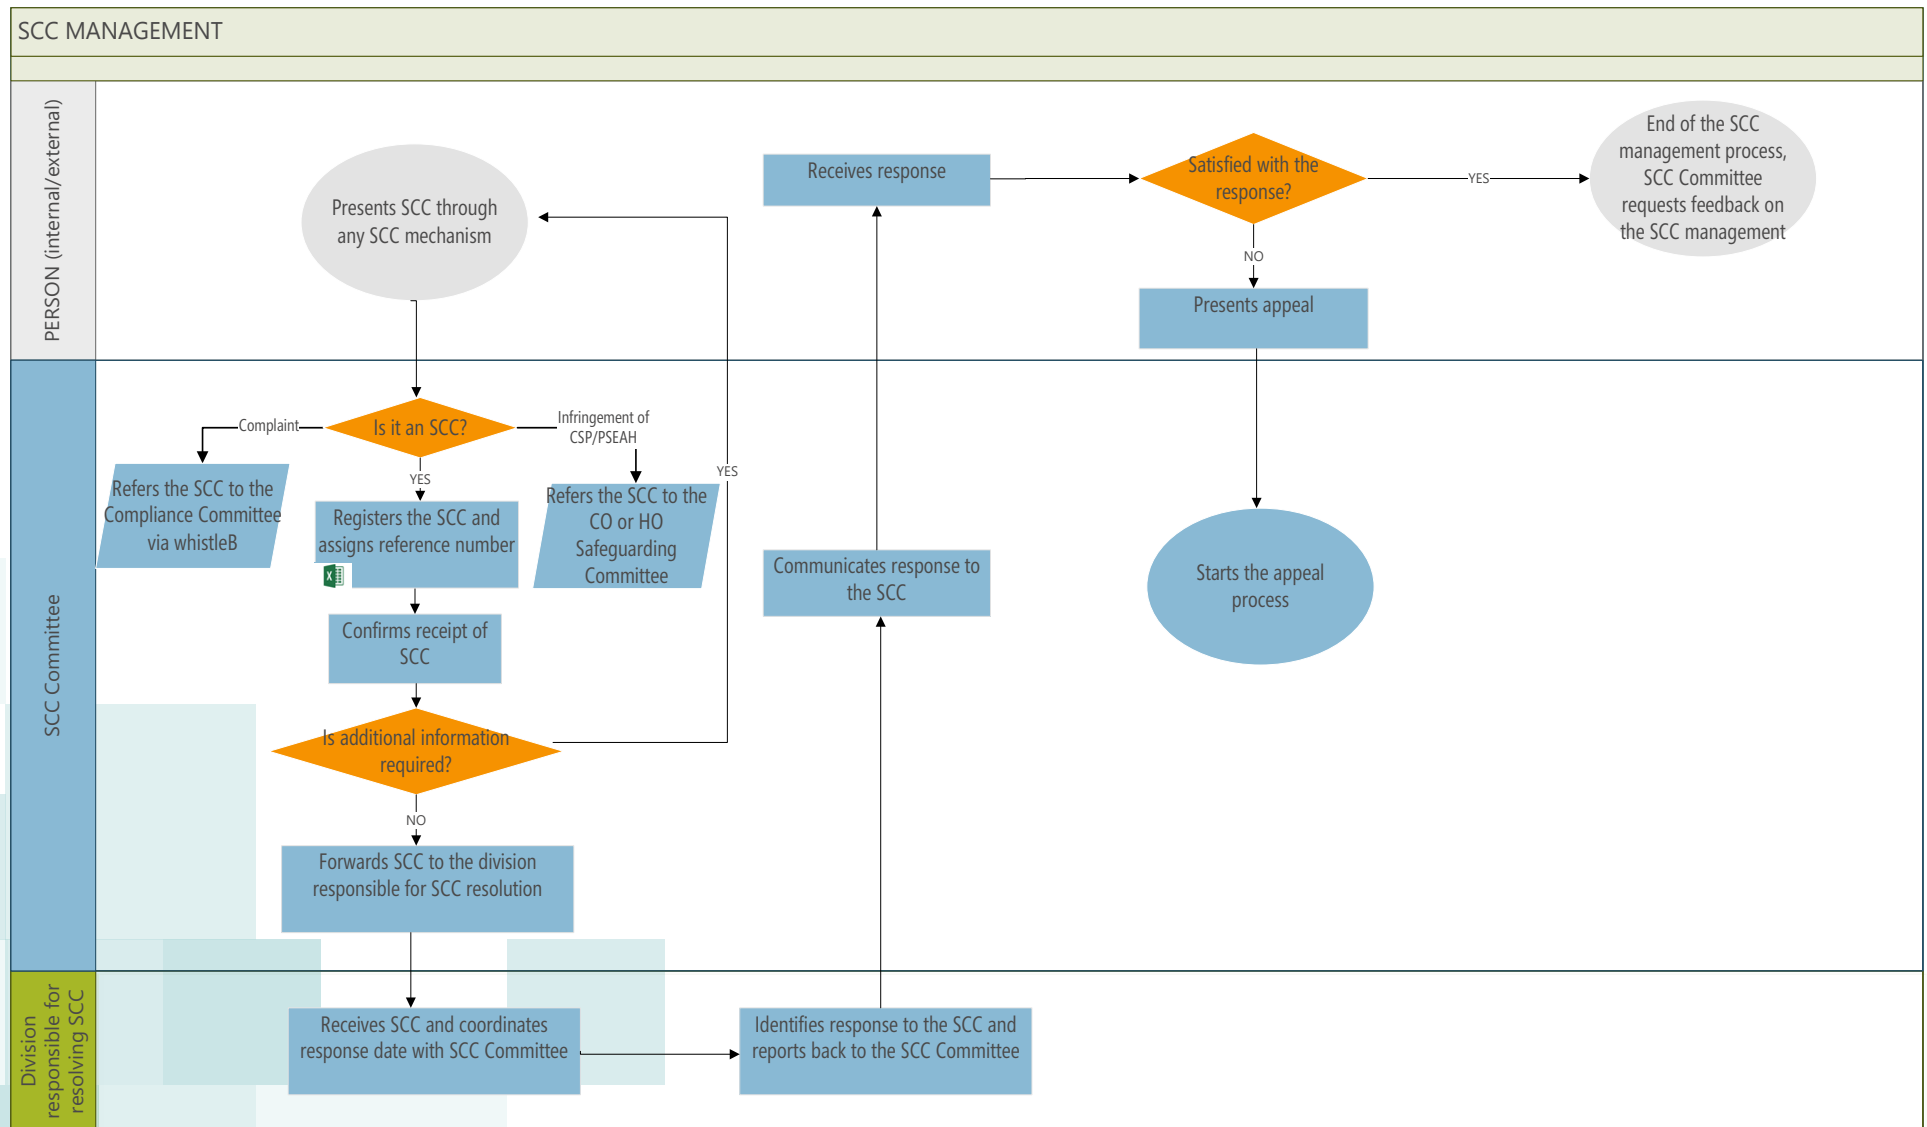 SCC MANAGEMENT
PERSON (internal/external)
Presents SCC through
any SCC mechanism
Receives response
Satisfied with the
response?
YES
End of the SCC
management process,
SCC Committee
requests feedback on
the SCC management
NO
Presents appeal
SCC Committee
Complaint
Is it an SCC?
Infringement of
CSP/PSEAH
YES
YES
Refers the SCC to the
Compliance Committee
via whistleB
Registers the SCC and
assigns reference number
X
Refers the SCC to the
CO or HO
Safeguarding
Committee
Communicates response to
the SCC
Starts the appeal
process
Confirms receipt of
SCC
Is additional information
required?
NO
Forwards SCC to the division
responsible for SCC resolution
Division
responsible for
resolving SCC
Receives SCC and coordinates
response date with SCC Committee
Identifies response to the SCC and
reports back to the SCC Committee